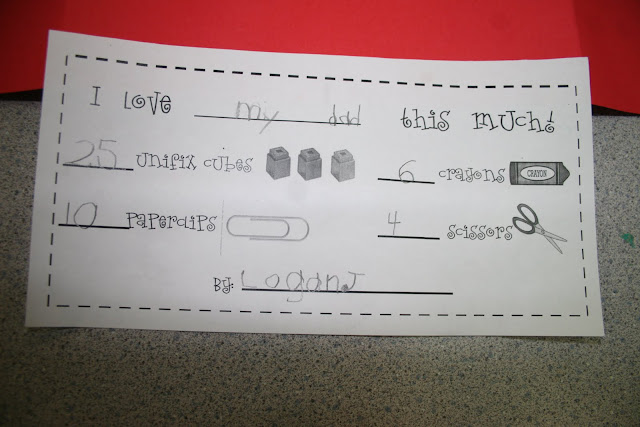 I Love my dad this much!
25 unifix cubes 6 crayons CRAYON
10 paperclips 4 scissors
By: LoganJ